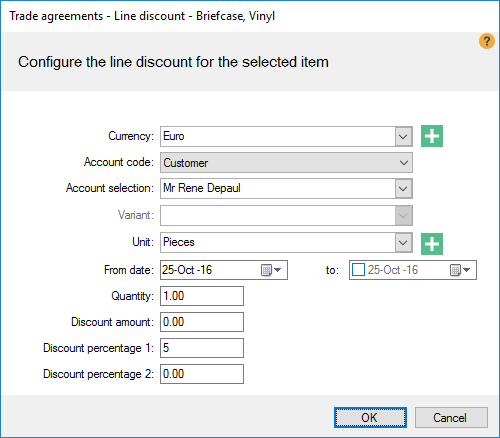 Trade agreements - Line discount - Briefcase, Vinyl
?
Configure the line discount for the selected item
Currency: Euro
Account code: Customer
Account selection: Mr Rene Depaul
Variant:
Unit: Pieces
From date: 25-Oct -16 to: 25-Oct -16
Quantity: 1.00
Discount amount: 0.00
Discount percentage 1: 5
Discount percentage 2: 0.00
OK Cancel